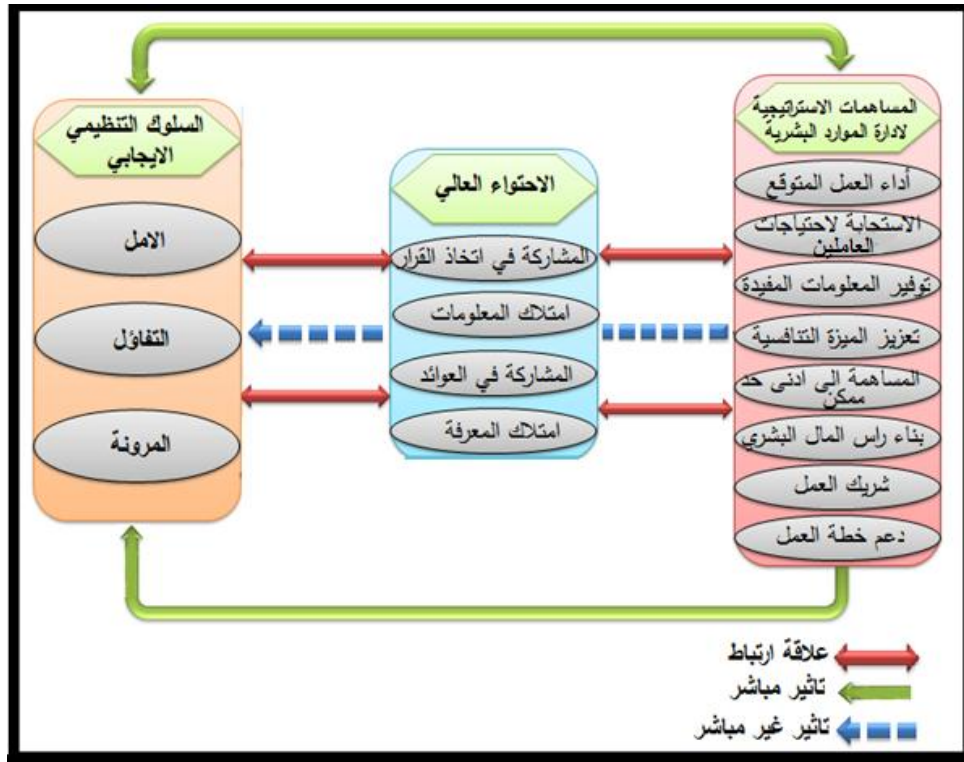 المساهمات الاستراتيجية
لادارة الموارد البشرية
أداء العمل المتوقع
الاستحابة لاحتياجات
العاملين
توفير المعلومات المفيدة
تعزيز الميزة التنافسية
المساهمة الى ادنى حد
ممكن
بناء راس المال البشري
شريك العمل
دعم خطة العمل
الاحتواء العالي
المشاركة في اتخاذ القرار
امتلاك المعلومات
المشاركة في العوائد
امتلاك المعرفة
السلوك التنظيمي
الايجابي
الامل
التفاؤل
المرونة
علاقة ارتباط
تاثير مباشر
تاثير غير مباشر